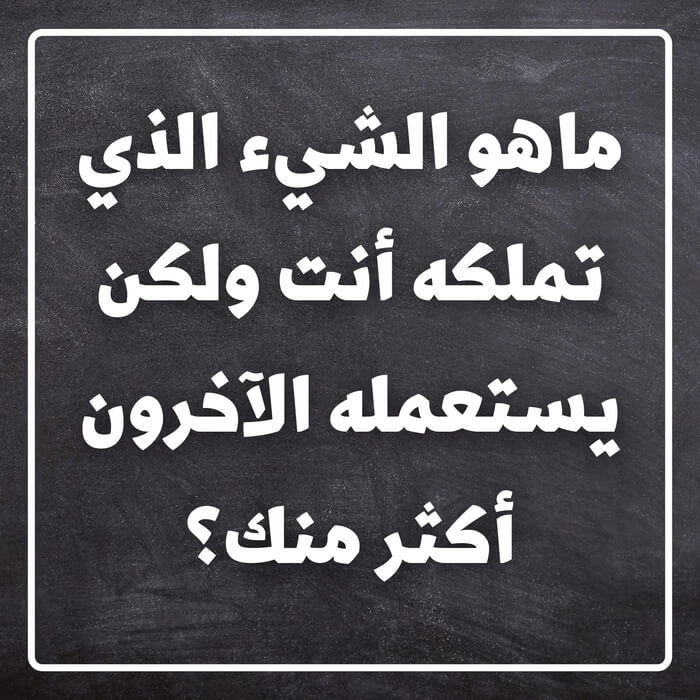 ماهو الشيء الذي
تملكه أنت ولكن
يستعمله الآخرون
أكثر منك؟